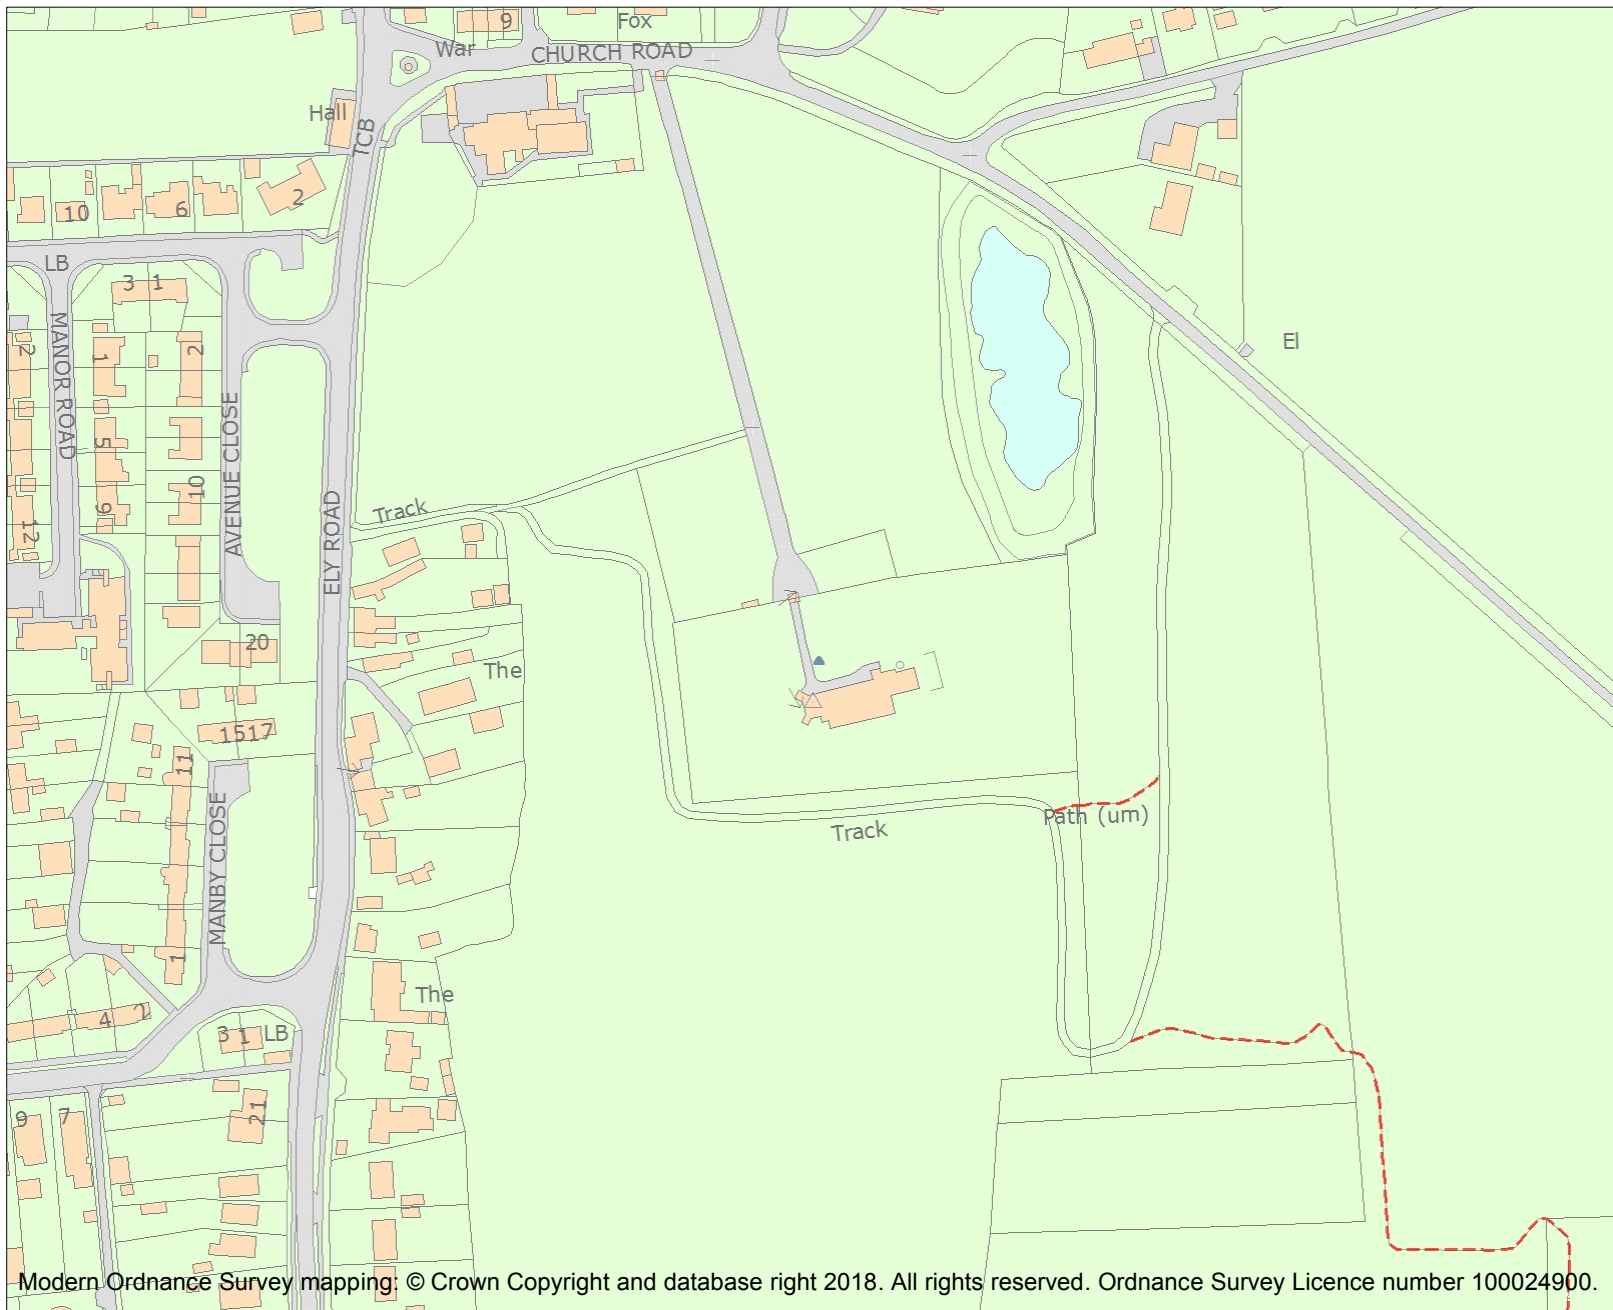 9
Fox
War
CHURCH ROAD
Hall
TCB
2
10
6
LB
3 1
El
MANOR ROAD
2
1
2
AVENUE CLOSE
5
10
9
12
ELY ROAD
Track
20
The
1517
11
MANBY CLOSE
Path (um)
Track
1
The
4
2
3 1
LB
9
7
21
Modern Ordnance Survey mapping: © Crown Copyright and database right 2018. All rights reserved. Ordnance Survey Licence number 100024900.